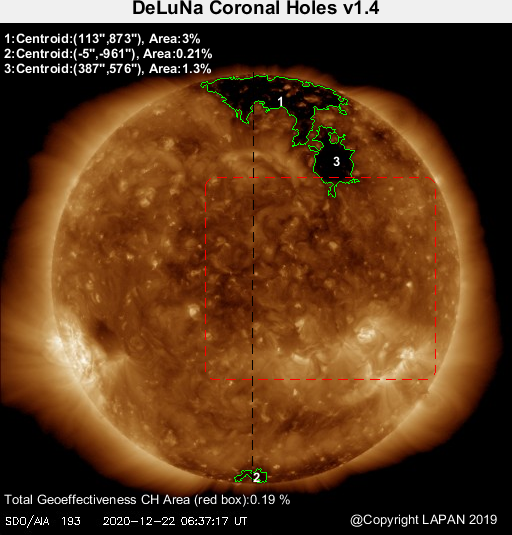 DeLuNa Coronal Holes v1.4
1:Centroid:(113",873"), Area:3%
2:Centroid:(-5",-961"), Area:0.21%
3:Centroid:(387",576"), Area:1.3%
1
3
2
Total Geoeffectiveness CH Area (red box):0.19 %
SDO/AIA 193 2020-12-22 06:37:17 UT
@Copyright LAPAN 2019